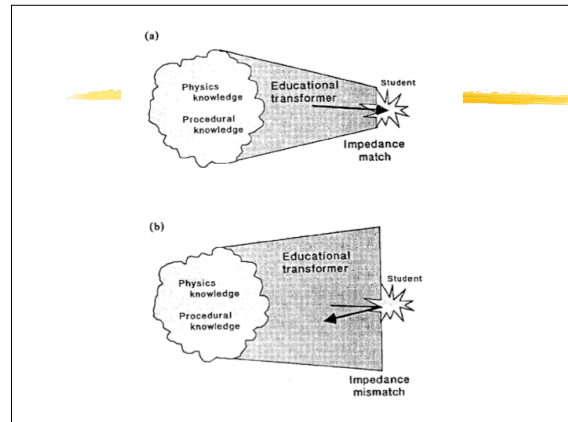 (a)
Physics
knowledge
Procedural
knowledge
Educational
transformer
Student
Impedance
match
(b)
Physics
knowledge
Procedural
knowledge
Educational
transformer
Student
Impedance
mismatch